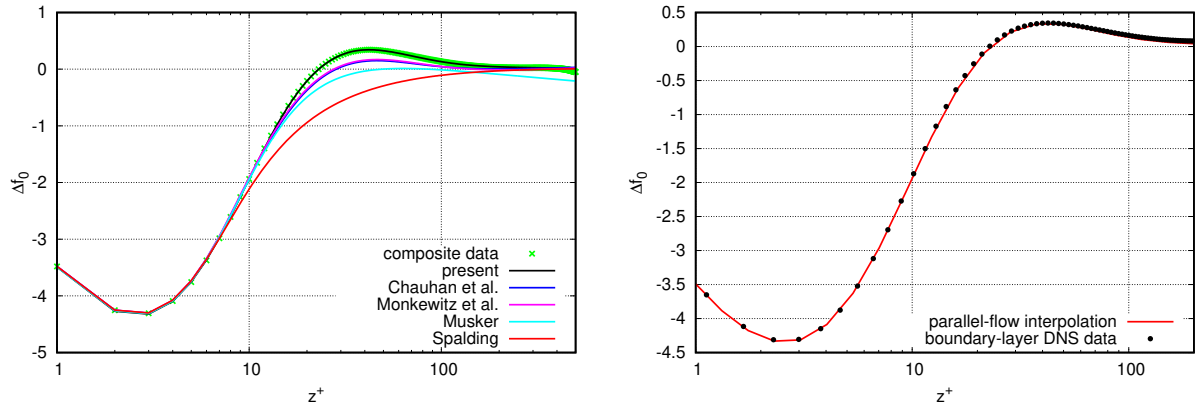 1
0
-1
-2
-3
-4
-5
Δf₀
1
10
100
z⁺
composite data
present
Chauhan et al.
Monkewitz et al.
Musker
Spalding
0.5
0
-0.5
-1
-1.5
-2
-2.5
-3
-3.5
-4
-4.5
Δf₀
1
10
100
z⁺
parallel-flow interpolation
boundary-layer DNS data